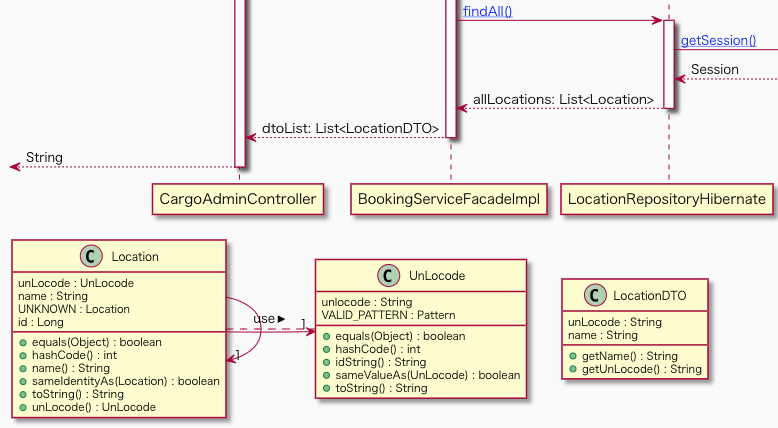 findAll()
getSession()
Session
allLocations: List<Location>
dtoList: List<LocationDTO>
String
CargoAdminController
BookingServiceFacadeImpl
LocationRepositoryHibernate
C Location
unLocode : UnLocode
name : String
UNKNOWN : Location
id : Long
equals(Object) : boolean
hashCode() : int
name() : String
sameIdentityAs(Location) : boolean
toString() : String
unLocode() : UnLocode
use
1
1
C UnLocode
unlocode : String
VALID_PATTERN : Pattern
equals(Object) : boolean
hashCode() : int
idString() : String
sameValueAs(UnLocode) : boolean
toString() : String
C LocationDTO
unLocode : String
name : String
getName() : String
getUnLocode() : String